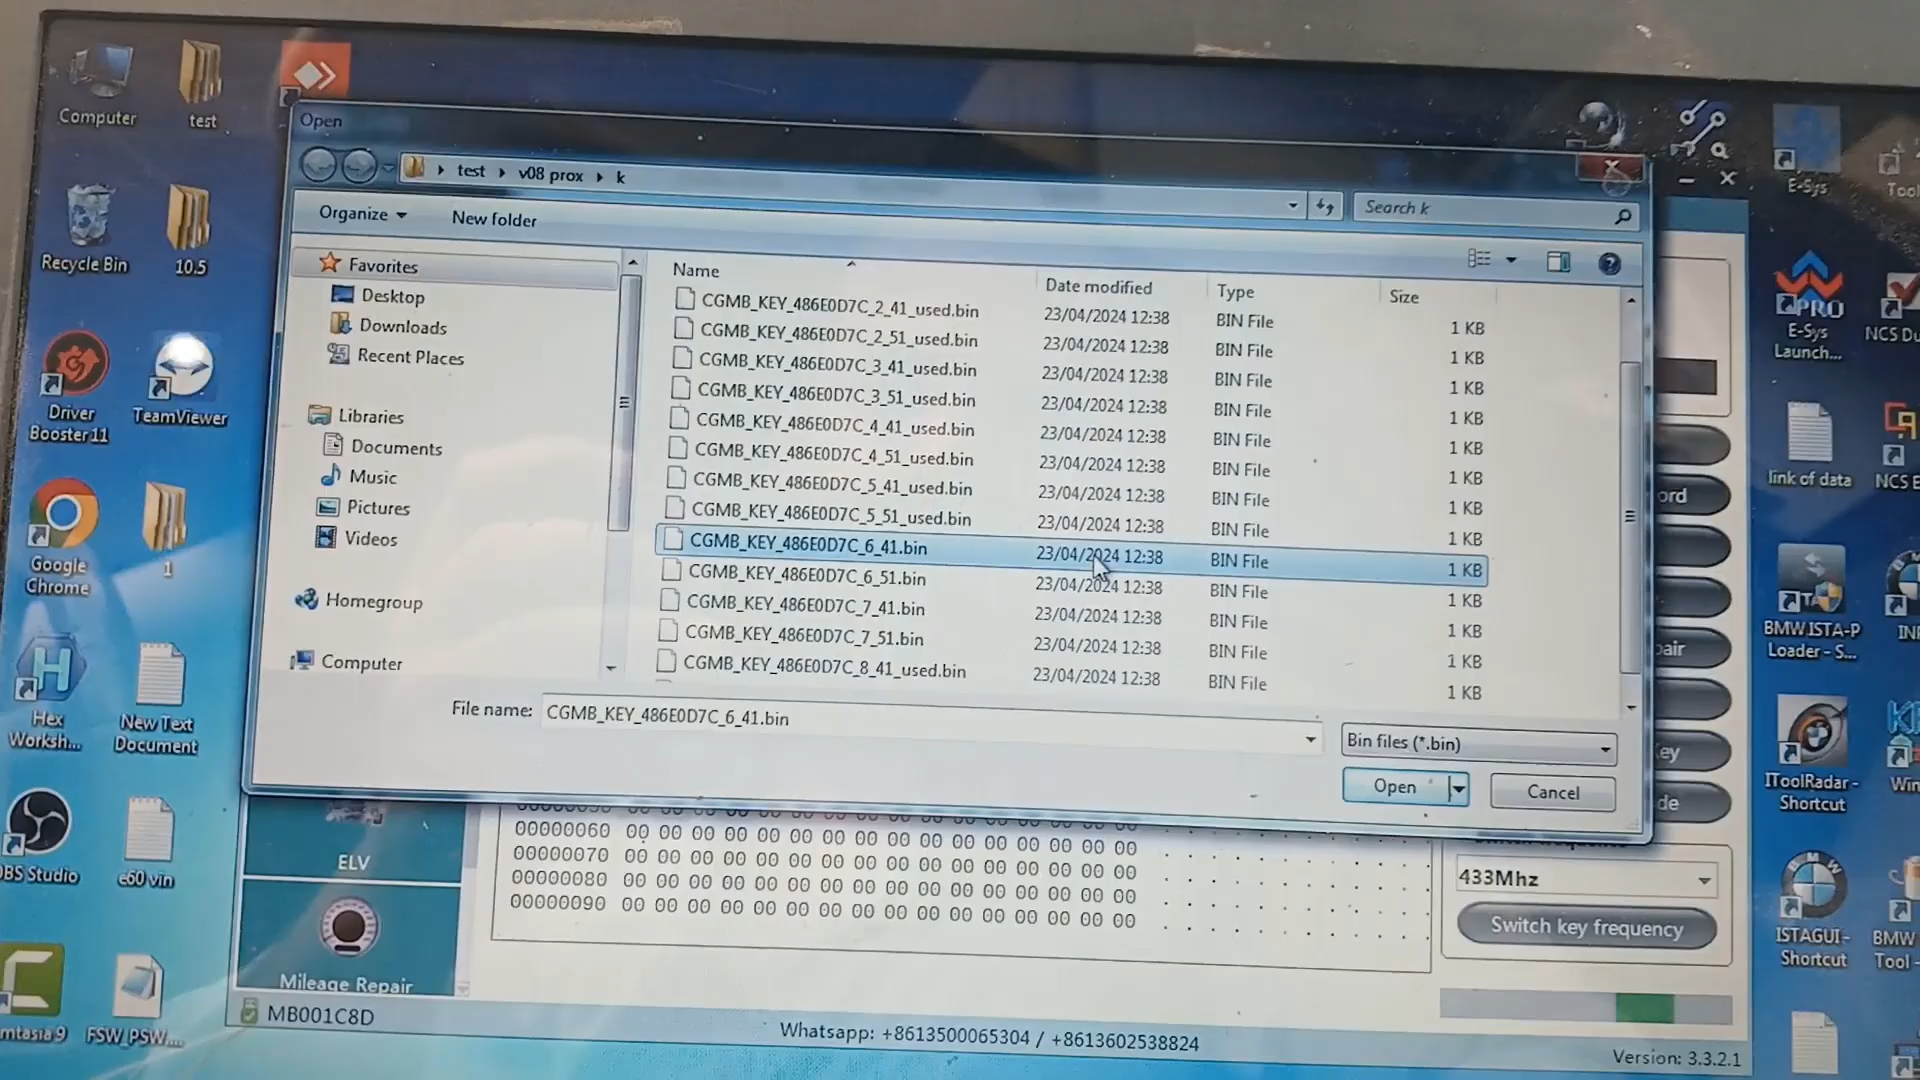 Computer
test
Recycle Bin
10.5
Driver
Booster 11
TeamViewer
Google
Chrome
1
Hex
Worksh...
New Text
Document
OBS Studio
e60 vin
mtasia 9
FSW_PSW....
Open
test
v08 prox
k
Search k
Organize
New folder
Favorites
Desktop
Downloads
Recent Places
Libraries
Documents
Music
Pictures
Videos
Homegroup
Computer
Name Date modified Type Size
CGMB_KEY_486E0D7C_2_41_used.bin 23/04/2024 12:38 BIN File 1 KB
CGMB_KEY_486E0D7C_2_51_used.bin 23/04/2024 12:38 BIN File 1 KB
CGMB_KEY_486E0D7C_3_41_used.bin 23/04/2024 12:38 BIN File 1 KB
CGMB_KEY_486E0D7C_3_51_used.bin 23/04/2024 12:38 BIN File 1 KB
CGMB_KEY_486E0D7C_4_41_used.bin 23/04/2024 12:38 BIN File 1 KB
CGMB_KEY_486E0D7C_4_51_used.bin 23/04/2024 12:38 BIN File 1 KB
CGMB_KEY_486E0D7C_5_41_used.bin 23/04/2024 12:38 BIN File 1 KB
CGMB_KEY_486E0D7C_5_51_used.bin 23/04/2024 12:38 BIN File 1 KB
CGMB_KEY_486E0D7C_6_41.bin 23/04/2024 12:38 BIN File 1 KB
CGMB_KEY_486E0D7C_6_51.bin 23/04/2024 12:38 BIN File 1 KB
CGMB_KEY_486E0D7C_7_41.bin 23/04/2024 12:38 BIN File 1 KB
CGMB_KEY_486E0D7C_7_51.bin 23/04/2024 12:38 BIN File 1 KB
CGMB_KEY_486E0D7C_8_41_used.bin 23/04/2024 12:38 BIN File 1 KB
File name: CGMB_KEY_486E0D7C_6_41.bin
Bin files (*.bin)
Open
Cancel
00000060 00 00 00 00 00 00 00 00 00 00 00 00 00 00 00 00
00000070 00 00 00 00 00 00 00 00 00 00 00 00 00 00 00 00
00000080 00 00 00 00 00 00 00 00 00 00 00 00 00 00 00 00
00000090 00 00 00 00 00 00 00 00 00 00 00 00 00 00 00 00
ELV
Mileage Repair
ord
air
ey
de
433Mhz
Switch key frequency
MB001C8D
Whatsapp: +8613500065304 / +8613602538824
Version: 3.3.2.1
E-Sys
Tool
PRO
E-Sys
Launch...
NCS Du
link of data
NCS E
BMW ISTA-P
Loader - S...
INP
IToolRadar -
Shortcut
Win
ISTAGUI -
Shortcut
BMW
Tool -